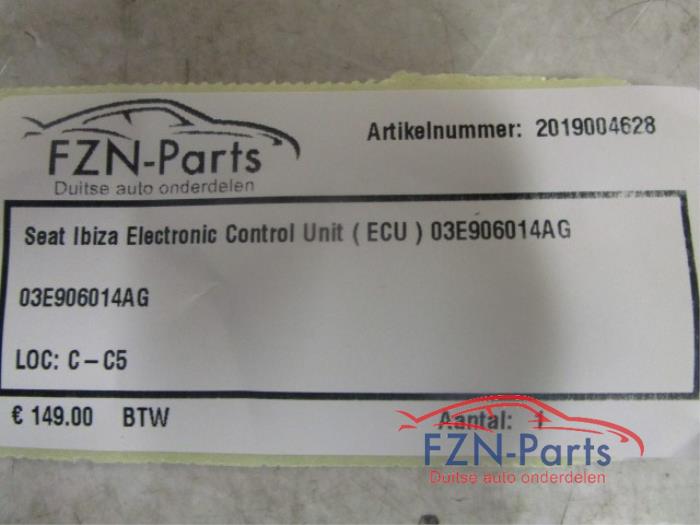 FZN-Parts
Duitse auto onderdelen
Artikelnummer: 2019004628
Seat Ibiza Electronic Control Unit ( ECU ) 03E906014AG
03E906014AG
LOC: C - C5
€ 149.00 BTW
Aantal: 1
FZN-Parts
Duitse auto onderdelen